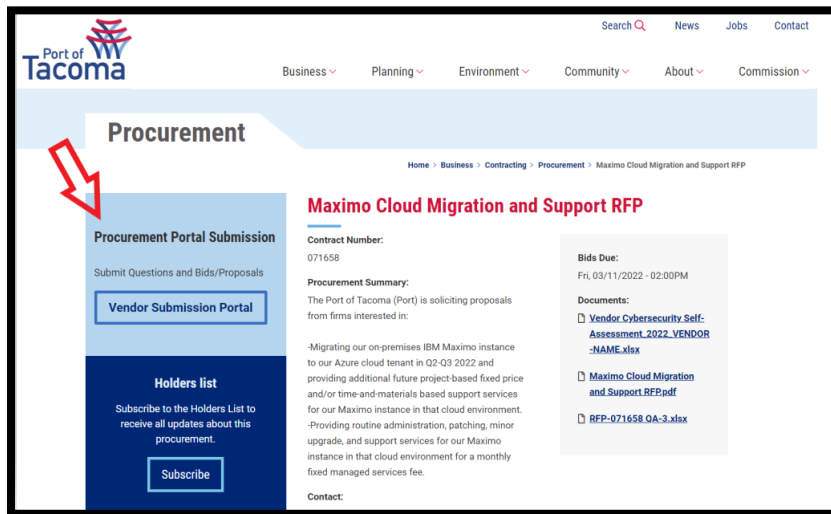 Port of
Tacoma
Search
News
Jobs
Contact
Business
Planning
Environment
Community
About
Commission
Procurement
Home > Business > Contracting > Procurement > Maximo Cloud Migration and Support RFP
Procurement Portal Submission
Submit Questions and Bids/Proposals
Vendor Submission Portal
Holders list
Subscribe to the Holders List to
receive all updates about this
procurement.
Subscribe
Maximo Cloud Migration and Support RFP
Contract Number:
071658
Procurement Summary:
The Port of Tacoma (Port) is soliciting proposals
from firms interested in:
-Migrating our on-premises IBM Maximo instance
to our Azure cloud tenant in Q2-Q3 2022 and
providing additional future project-based fixed price
and/or time-and-materials based support services
for our Maximo instance in that cloud environment.
-Providing routine administration, patching, minor
upgrade, and support services for our Maximo
instance in that cloud environment for a monthly
fixed managed services fee.
Contact:
Bids Due:
Fri, 03/11/2022 - 02:00PM
Documents:
Vendor Cybersecurity Self-
Assessment_2022_VENDOR
-NAME.xlsx
Maximo Cloud Migration
and Support RFP.pdf
RFP-071658 QA-3.xlsx